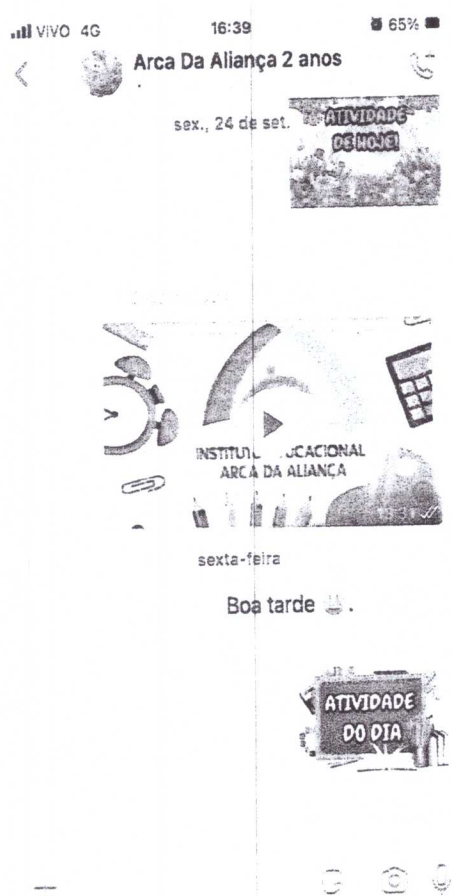 VIVO 4G 16:39 65%
Arca Da Aliança 2 anos
sex., 24 de set.
ATIVIDADE
DE HOJE!
ARCA DA ALIANÇA
sexta-feira
Boa tarde
ATIVIDADE
DO DIA